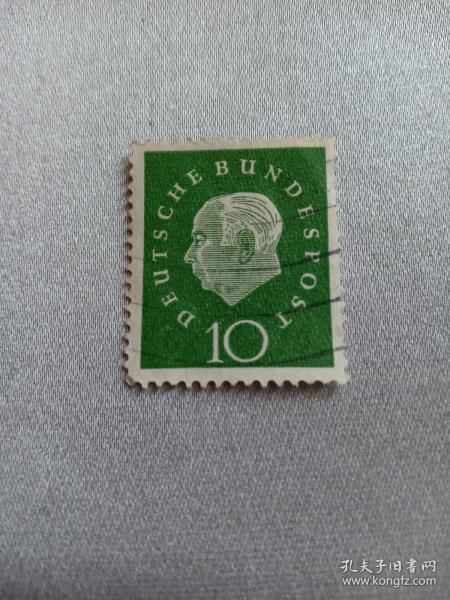 DEUTSCHE BUNDESPOST
10
孔夫子旧书网
www.kongfz.com